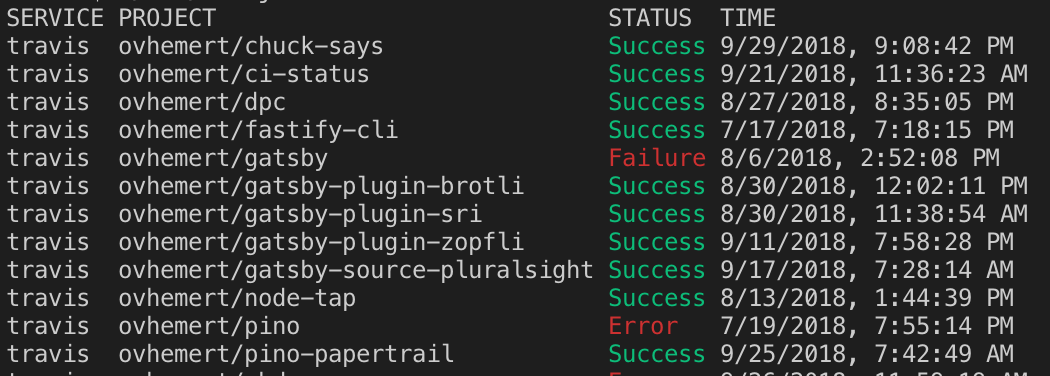 SERVICE PROJECT STATUS TIME
travis ovhemert/chuck-says Success 9/29/2018, 9:08:42 PM
travis ovhemert/ci-status Success 9/21/2018, 11:36:23 AM
travis ovhemert/dpc Success 8/27/2018, 8:35:05 PM
travis ovhemert/fastify-cli Success 7/17/2018, 7:18:15 PM
travis ovhemert/gatsby Failure 8/6/2018, 2:52:08 PM
travis ovhemert/gatsby-plugin-brotli Success 8/30/2018, 12:02:11 PM
travis ovhemert/gatsby-plugin-sri Success 8/30/2018, 11:38:54 AM
travis ovhemert/gatsby-plugin-zopfli Success 9/11/2018, 7:58:28 PM
travis ovhemert/gatsby-source-pluralsight Success 9/17/2018, 7:28:14 AM
travis ovhemert/node-tap Success 8/13/2018, 1:44:39 PM
travis ovhemert/pino Error 7/19/2018, 7:55:14 PM
travis ovhemert/pino-papertrail Success 9/25/2018, 7:42:49 AM